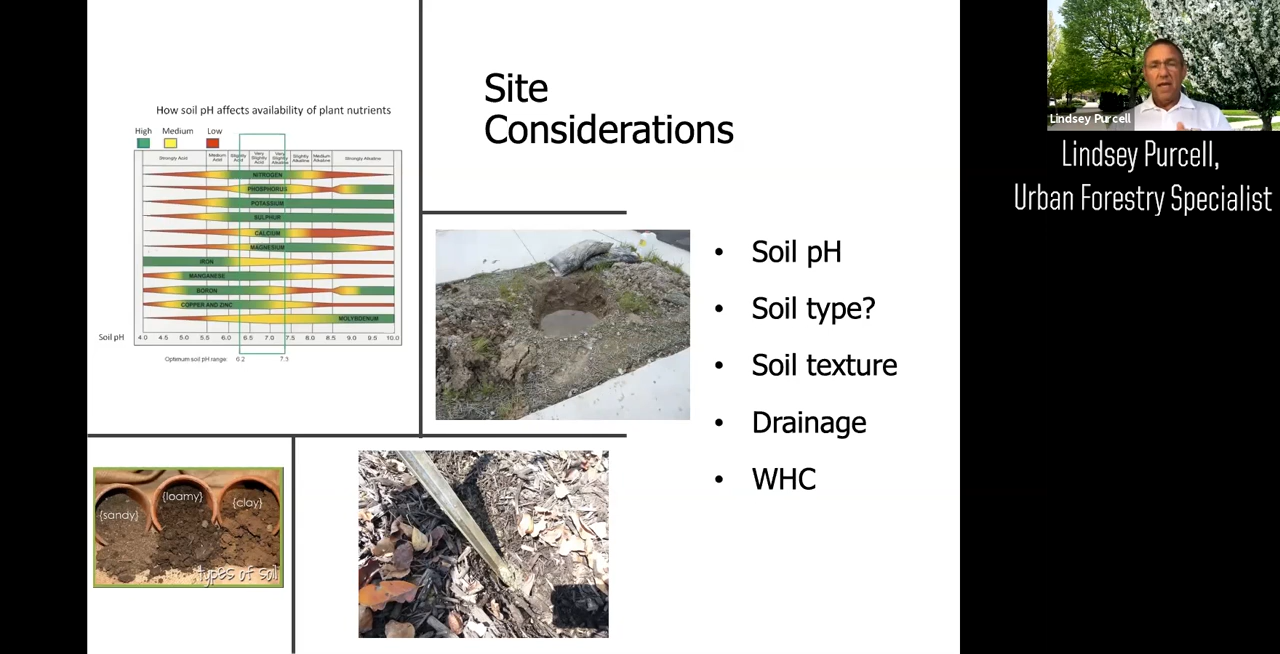 How soil pH affects availability of plant nutrients
High Medium Low
Strongly Acid Medium Acid Slightly Acid Very Slightly Acid Very Slightly Alkaline Slightly Alkaline Medium Alkaline Strongly Alkaline
NITROGEN
PHOSPHORUS
POTASSIUM
SULPHUR
CALCIUM
MAGNESIUM
IRON
MANGANESE
BORON
COPPER AND ZINC
MOLYBDENUM
Soil pH 4.0 4.5 5.0 5.5 6.0 6.5 7.0 7.5 8.0 8.5 9.0 9.5 10.0
Optimum soil pH range 6.2 7.3
Site
Considerations
• Soil pH
• Soil type?
• Soil texture
• Drainage
• WHC
{sandy} {loamy} {clay}
types of soil
Lindsey Purcell
Lindsey Purcell,
Urban Forestry Specialist